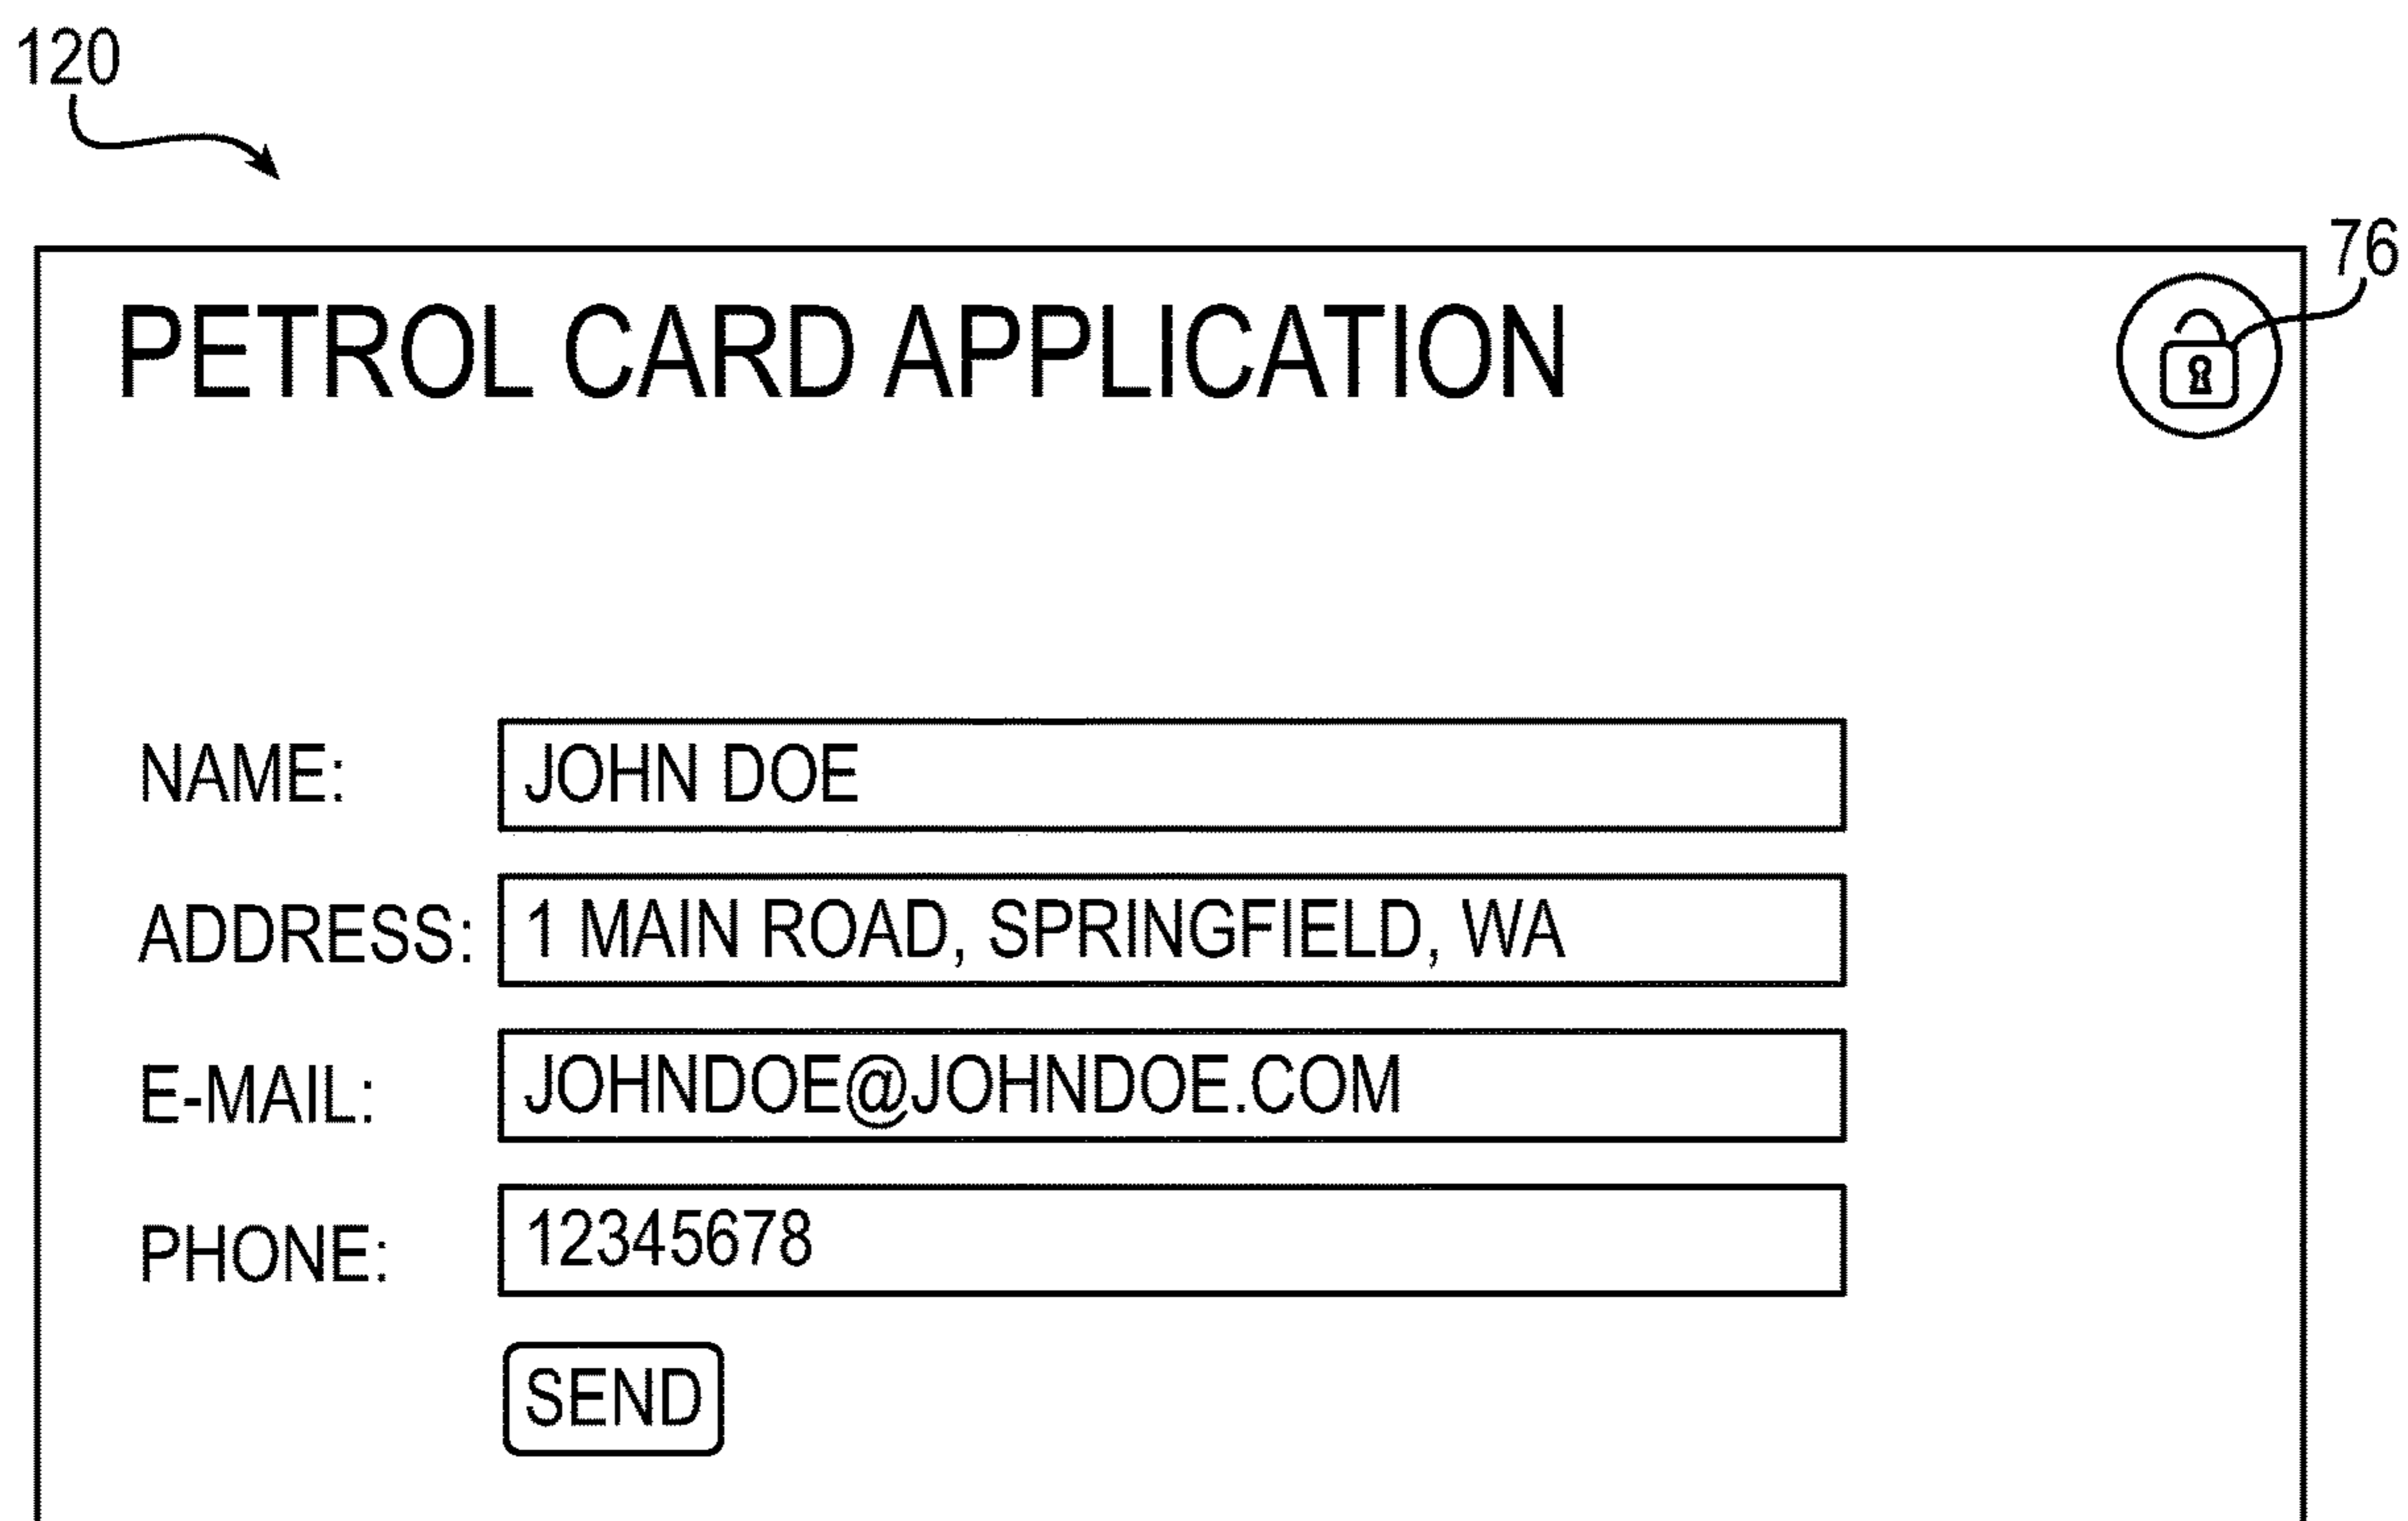 120
76
PETROL CARD APPLICATION
NAME: JOHN DOE
ADDRESS: 1 MAIN ROAD, SPRINGFIELD, WA
E-MAIL: JOHNDOE@JOHNDOE.COM
PHONE: 12345678
SEND